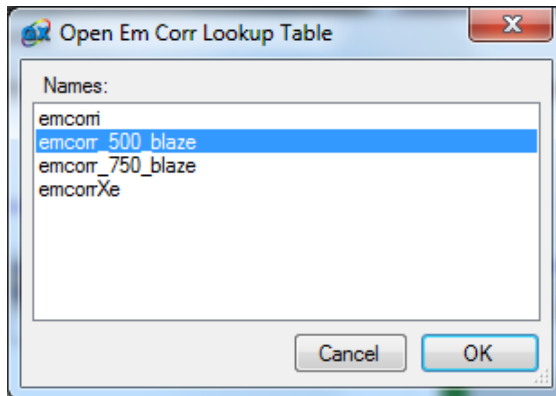 Open Em Corr Lookup Table
Names:
emcorri
emcorr_500_blaze
emcorr_750_blaze
emcorrXe
Cancel
OK